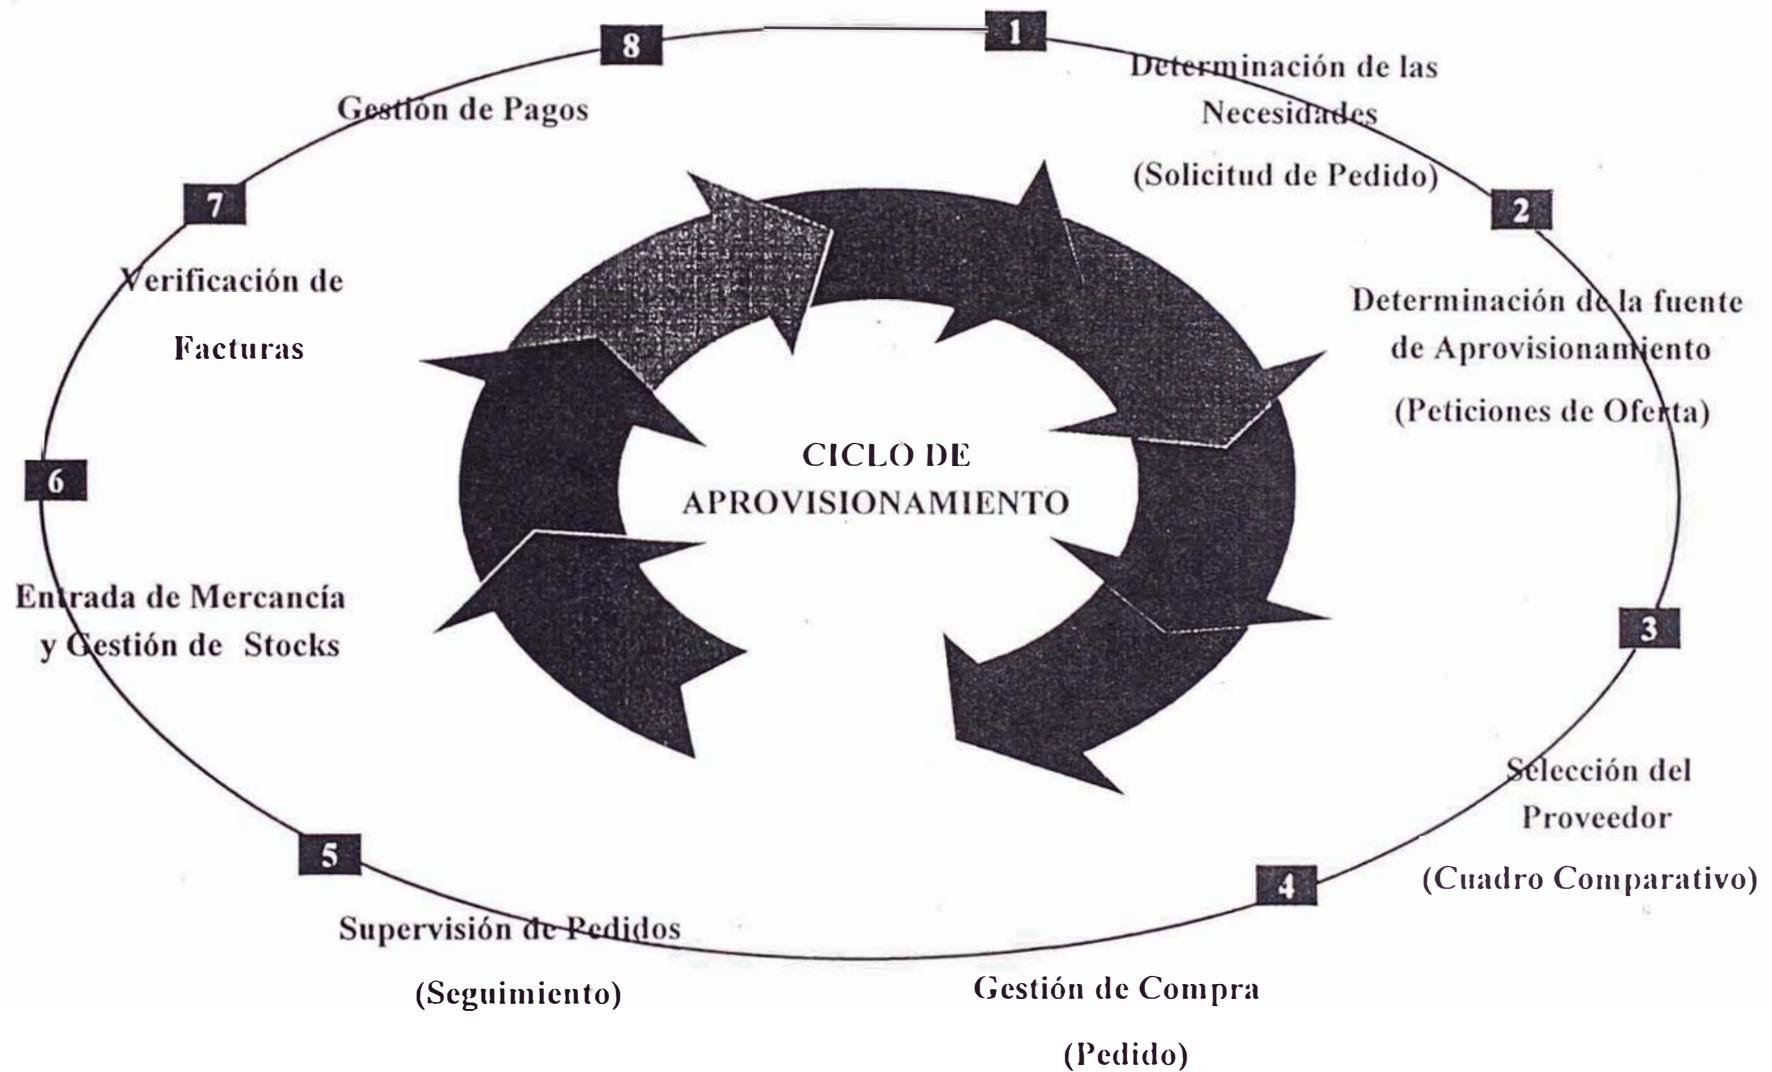 1
Determinación de las
Necesidades
(Solicitud de Pedido)
2
Determinación de la fuente
de Aprovisionamiento
(Peticiones de Oferta)
3
Selección del
Proveedor
(Cuadro Comparativo)
4
Gestión de Compra
(Pedido)
5
Supervisión de Pedidos
(Seguimiento)
6
Entrada de Mercancía
y Gestión de Stocks
7
Verificación de
Facturas
8
Gestión de Pagos
CICLO DE
APROVISIONAMIENTO